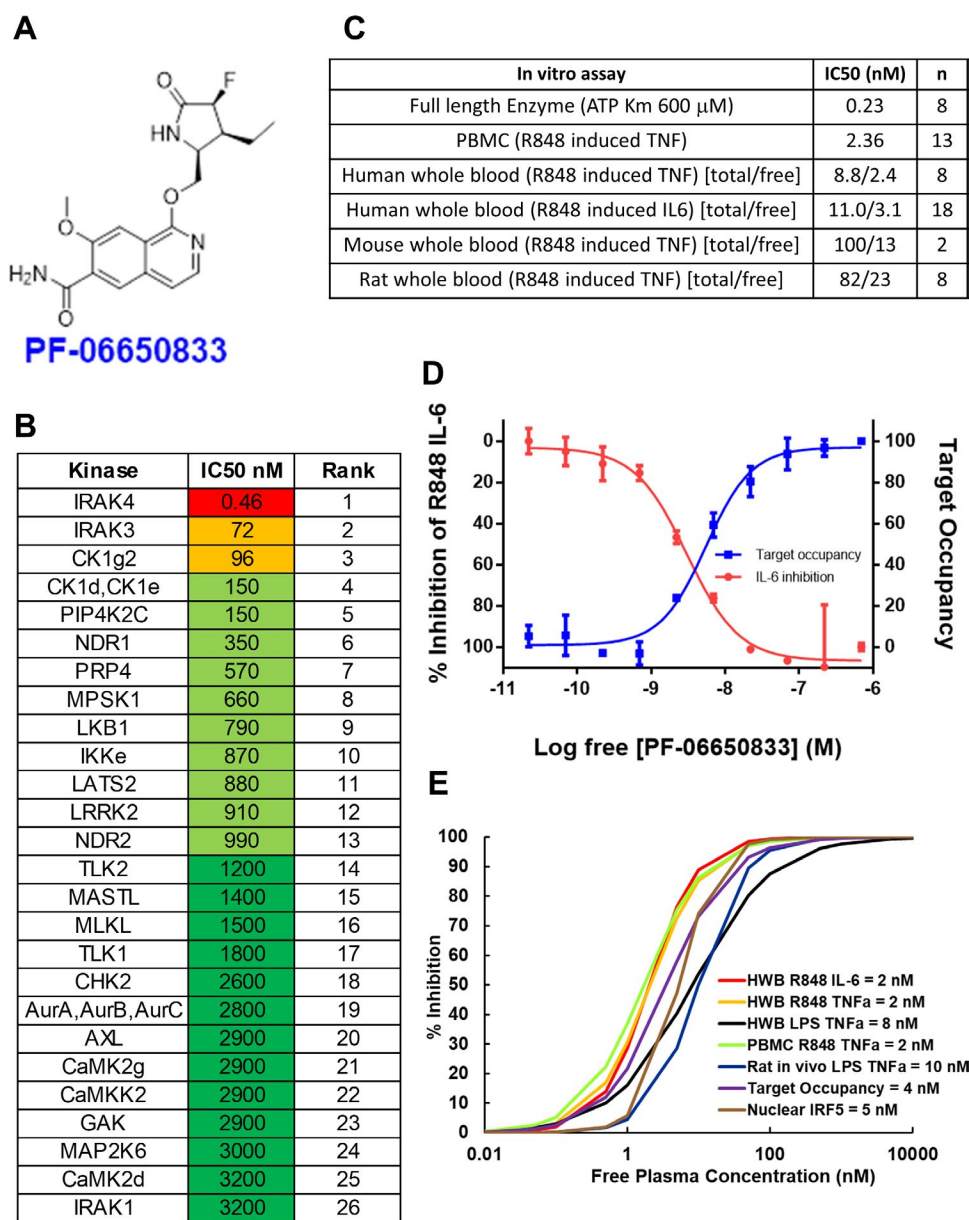 A
O
F
HN
O
O
N
H2N
O
PF-06650833
C
In vitro assay IC50 (nM) n
Full length Enzyme (ATP Km 600 μM) 0.23 8
PBMC (R848 induced TNF) 2.36 13
Human whole blood (R848 induced TNF) [total/free] 8.8/2.4 8
Human whole blood (R848 induced IL6) [total/free] 11.0/3.1 18
Mouse whole blood (R848 induced TNF) [total/free] 100/13 2
Rat whole blood (R848 induced TNF) [total/free] 82/23 8
B
Kinase IC50 nM Rank
IRAK4 0.46 1
IRAK3 72 2
CK1g2 96 3
CK1d,CK1e 150 4
PIP4K2C 150 5
NDR1 350 6
PRP4 570 7
MPSK1 660 8
LKB1 790 9
IKKe 870 10
LATS2 880 11
LRRK2 910 12
NDR2 990 13
TLK2 1200 14
MASTL 1400 15
MLKL 1500 16
TLK1 1800 17
CHK2 2600 18
AurA,AurB,AurC 2800 19
AXL 2900 20
CaMK2g 2900 21
CaMKK2 2900 22
GAK 2900 23
MAP2K6 3000 24
CaMK2d 3200 25
IRAK1 3200 26
D
% Inhibition of R848 IL-6
0
20
40
60
80
100
Target occupancy
IL-6 inhibition
100
80
60
40
20
0
Target Occupancy
-11 -10 -9 -8 -7 -6
Log free [PF-06650833] (M)
E
% Inhibition
100
90
80
70
60
50
40
30
20
10
0
HWB R848 IL-6 = 2 nM
HWB R848 TNFa = 2 nM
HWB LPS TNFa = 8 nM
PBMC R848 TNFa = 2 nM
Rat in vivo LPS TNFa = 10 nM
Target Occupancy = 4 nM
Nuclear IRF5 = 5 nM
0.01 1 100 10000
Free Plasma Concentration (nM)